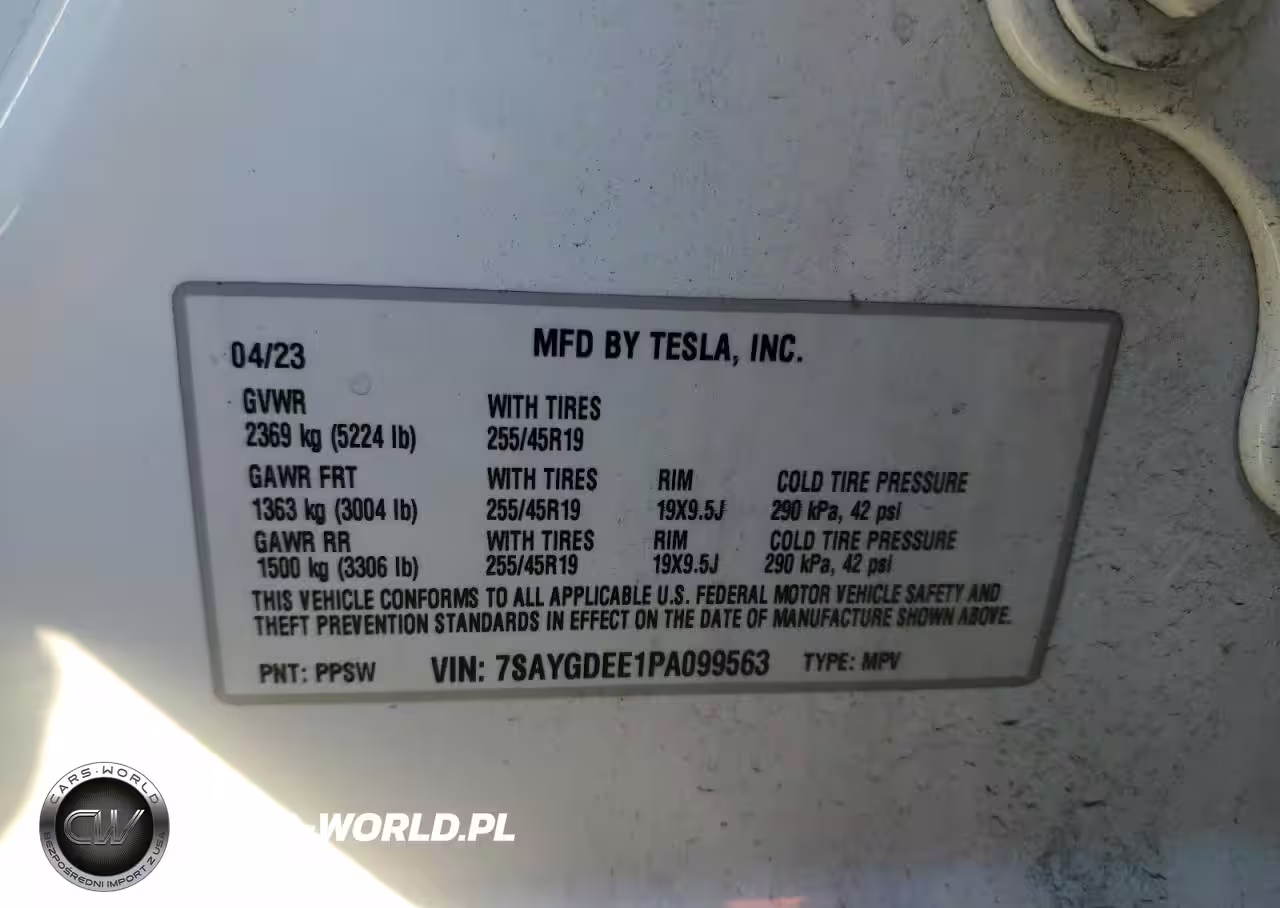 04/23 MFD BY TESLA, INC.
GVWR WITH TIRES
2369 kg (5224 lb) 255/45R19
GAWR FRT WITH TIRES RIM COLD TIRE PRESSURE
1363 kg (3004 lb) 255/45R19 19X9.5J 290 kPa, 42 psi
GAWR RR WITH TIRES RIM COLD TIRE PRESSURE
1500 kg (3306 lb) 255/45R19 19X9.5J 290 kPa, 42 psi
THIS VEHICLE CONFORMS TO ALL APPLICABLE U.S. FEDERAL MOTOR VEHICLE SAFETY AND
THEFT PREVENTION STANDARDS IN EFFECT ON THE DATE OF MANUFACTURE SHOWN ABOVE.
PNT: PPSW VIN: 7SAYGDEE1PA099563 TYPE: MPV
CARS-WORLD
CW
BEZPOŚREDNI IMPORT Z USA
-WORLD.PL